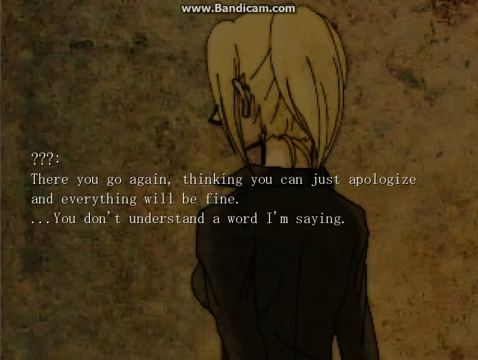 www.Bandicam.com
???:
There you go again, thinking you can just apologize
and everything will be fine.
...You don't understand a word I'm saying.